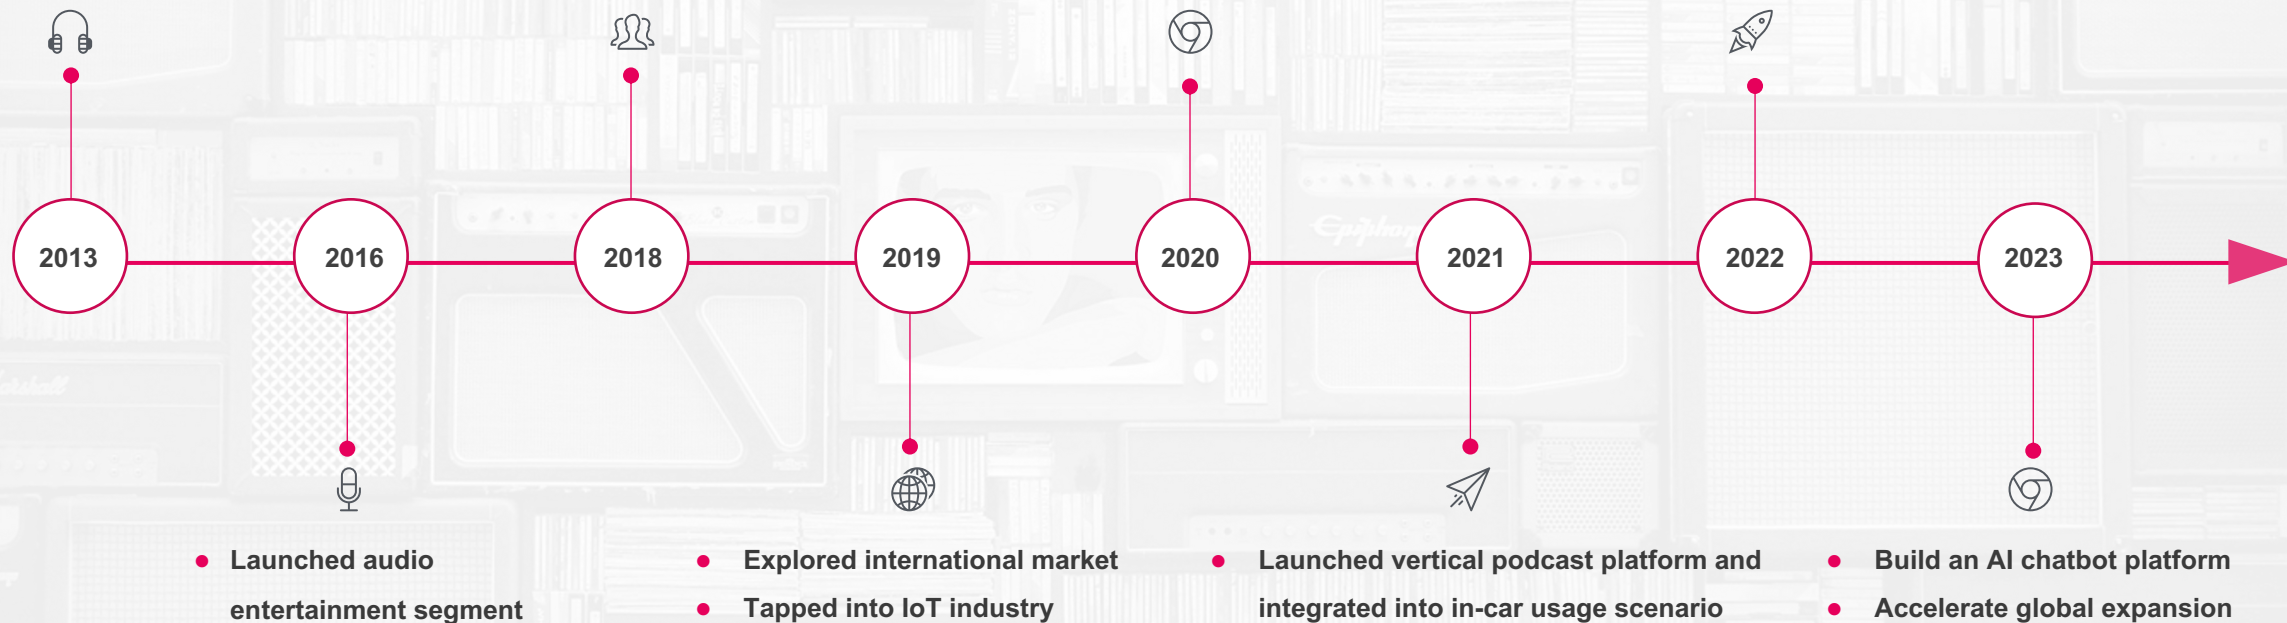 2013
2016
2018
2019
2020
2021
2022
2023
Epiphon
Marshall
Launched audio
entertainment segment
Explored international market
Tapped into IoT industry
Launched vertical podcast platform and
integrated into in-car usage scenario
Build an AI chatbot platform
Accelerate global expansion